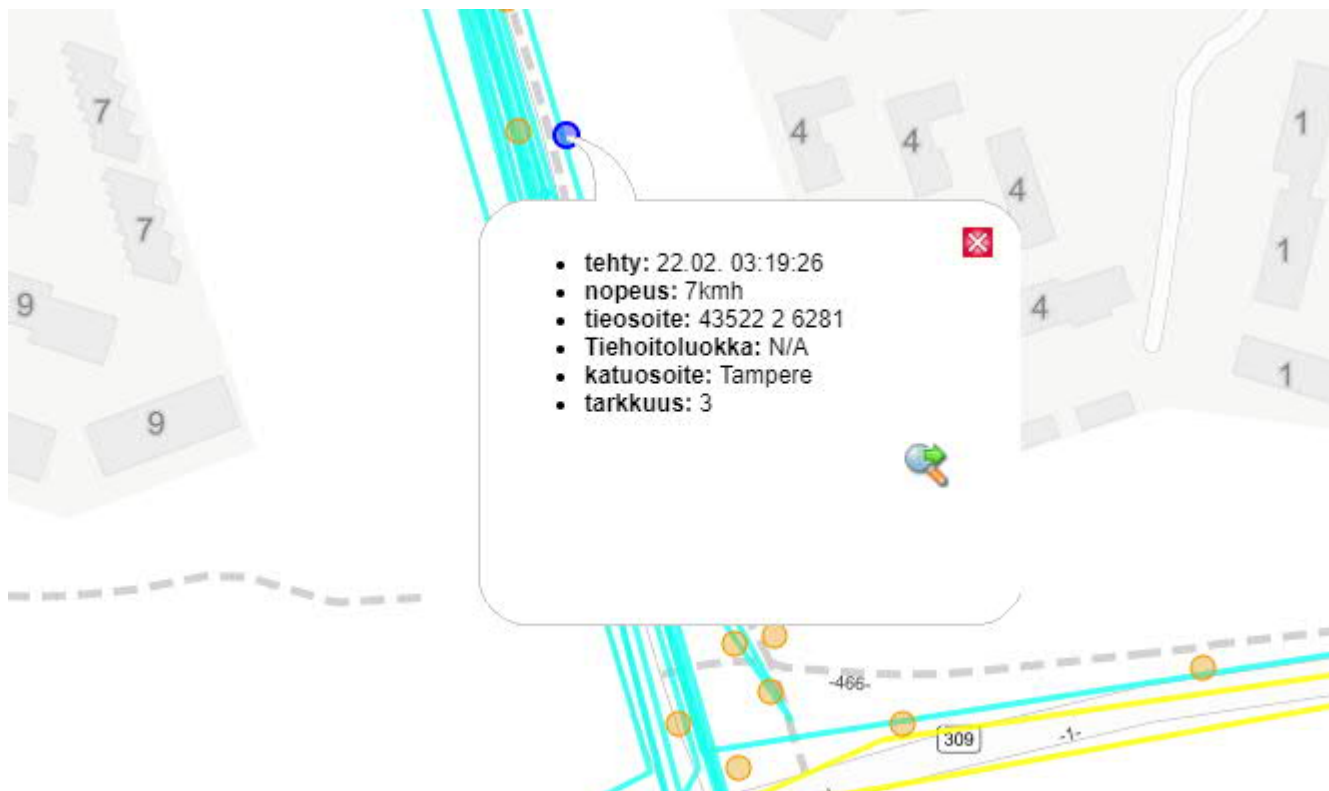 7
4
4
1
4
7
1
9
4
tehty: 22.02. 03:19:26
nopeus: 7kmh
tieosoite: 43522 2 6281
Tiehoitoluokka: N/A
katuosoite: Tampere
tarkkuus: 3
1
9
-466-
309
-1-